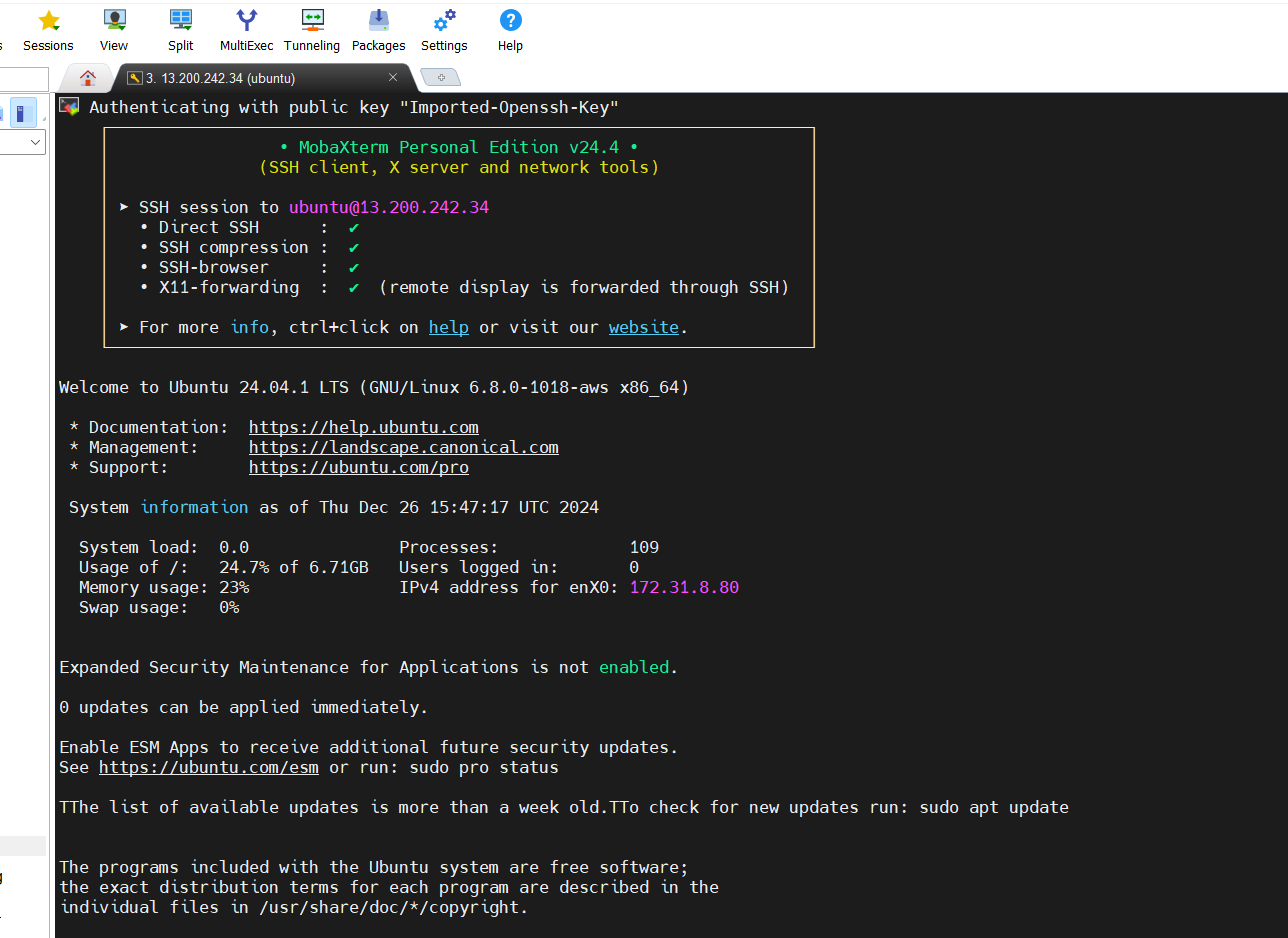 Sessions View Split MultiExec Tunneling Packages Settings Help
3. 13.200.242.34 (ubuntu)
Authenticating with public key "Imported-Openssh-Key"
• MobaXterm Personal Edition v24.4 •
(SSH client, X server and network tools)
➤ SSH session to ubuntu@13.200.242.34
• Direct SSH : ✔
• SSH compression : ✔
• SSH-browser : ✔
• X11-forwarding : ✔ (remote display is forwarded through SSH)
➤ For more info, ctrl+click on help or visit our website.
Welcome to Ubuntu 24.04.1 LTS (GNU/Linux 6.8.0-1018-aws x86_64)
* Documentation: https://help.ubuntu.com
* Management: https://landscape.canonical.com
* Support: https://ubuntu.com/pro
System information as of Thu Dec 26 15:47:17 UTC 2024
System load: 0.0 Processes: 109
Usage of /: 24.7% of 6.71GB Users logged in: 0
Memory usage: 23% IPv4 address for enX0: 172.31.8.80
Swap usage: 0%
Expanded Security Maintenance for Applications is not enabled.
0 updates can be applied immediately.
Enable ESM Apps to receive additional future security updates.
See https://ubuntu.com/esm or run: sudo pro status
TThe list of available updates is more than a week old.TTo check for new updates run: sudo apt update
The programs included with the Ubuntu system are free software;
the exact distribution terms for each program are described in the
individual files in /usr/share/doc/*/copyright.